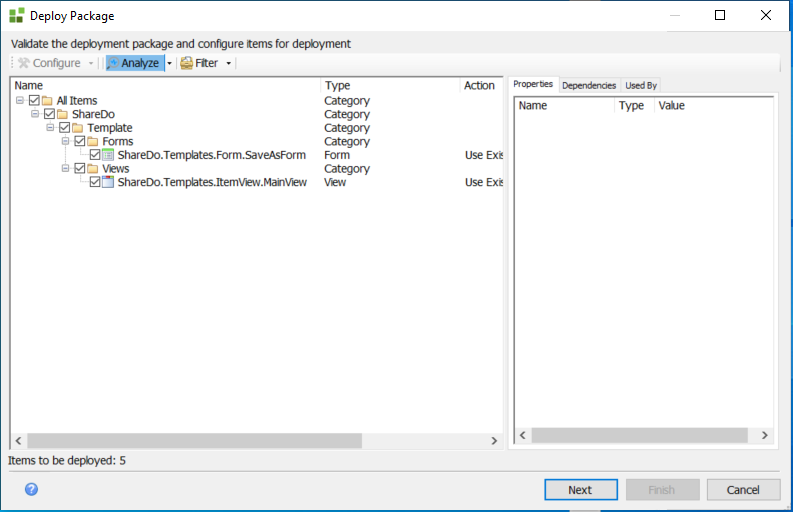 Deploy Package
Validate the deployment package and configure items for deployment
Configure Analyze Filter
Name Type Action
All Items Category
ShareDo Category
Template Category
Forms Category
ShareDo.Templates.Form.SaveAsForm Form Use Exis
Views Category
ShareDo.Templates.ItemView.MainView View Use Exis
Properties Dependencies Used By
Name Type Value
Items to be deployed: 5
Next Finish Cancel